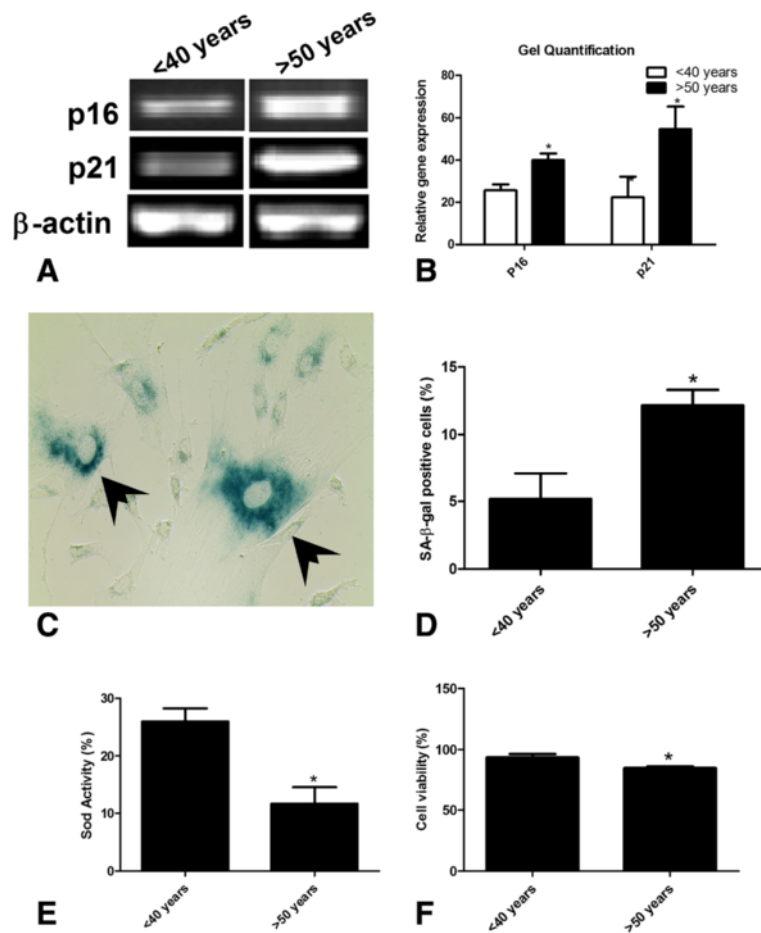 <40 years
>50 years
p16
p21
β-actin
A
Gel Quantification
<40 years
>50 years
Relative gene expression
80
60
40
20
0
*
*
P16
p21
B
C
SA-β-gal positive cells (%)
15
10
5
0
*
<40 years
>50 years
D
Sod Activity (%)
30
20
10
0
*
<40 years
>50 years
E
Cell viability(%)
150
100
50
0
*
<40 years
>50 years
F